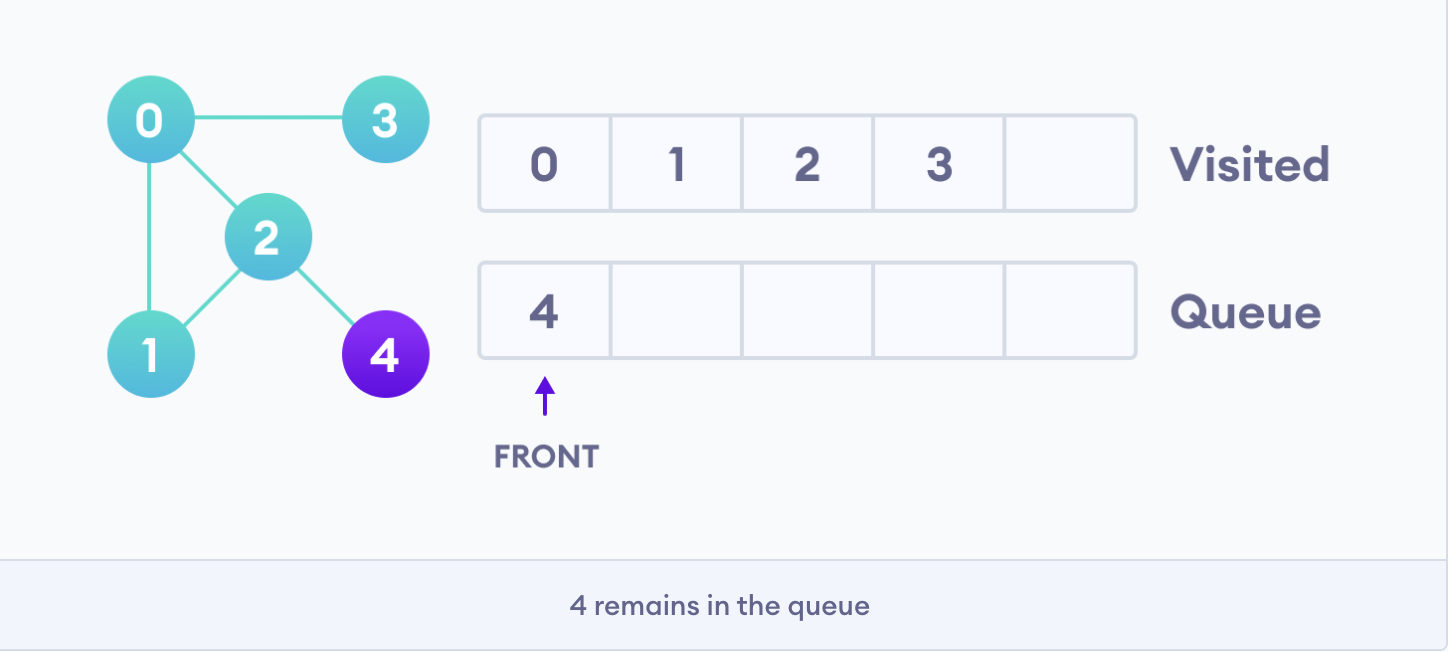 0 3
2
1 4
0 1 2 3 Visited
4 Queue
FRONT
4 remains in the queue